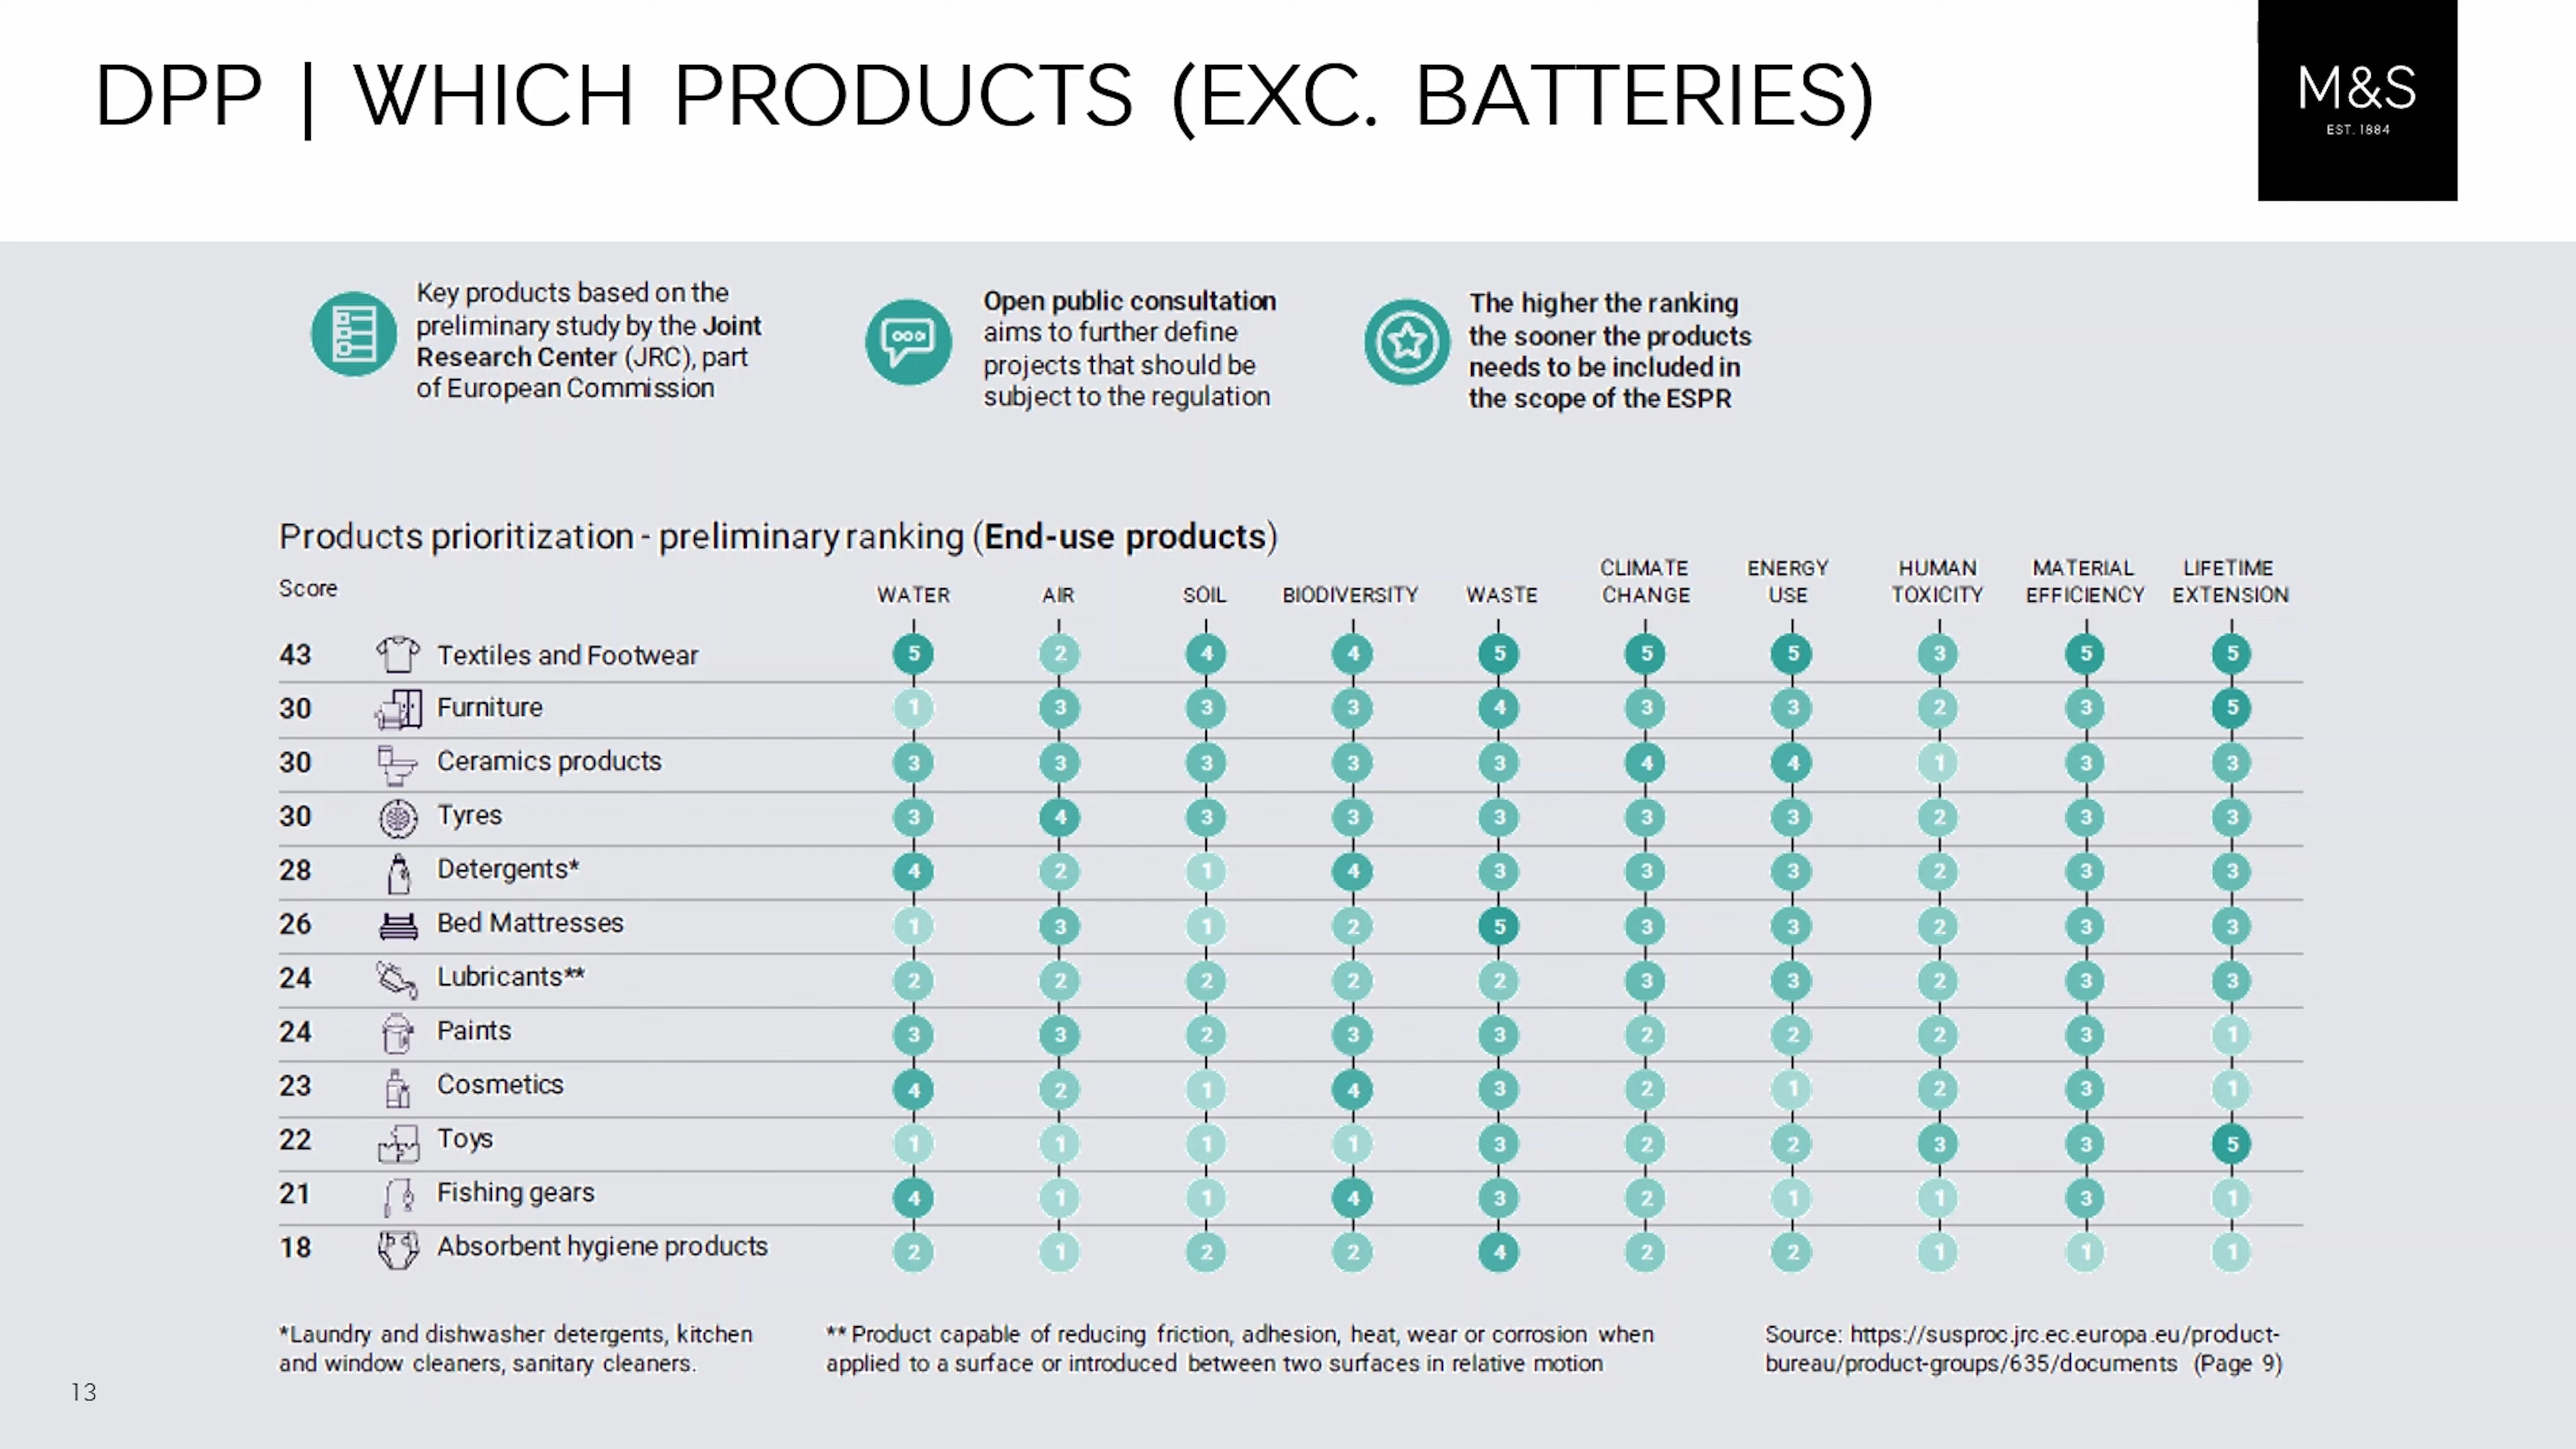 DPP | WHICH PRODUCTS (EXC. BATTERIES)
M&S
EST. 1884
Key products based on the
preliminary study by the Joint
Research Center (JRC), part
of European Commission
Open public consultation
aims to further define
projects that should be
subject to the regulation
The higher the ranking
the sooner the products
needs to be included in
the scope of the ESPR
Products prioritization - preliminary ranking (End-use products)
Score WATER AIR SOIL BIODIVERSITY WASTE CLIMATE CHANGE ENERGY USE HUMAN TOXICITY MATERIAL EFFICIENCY LIFETIME EXTENSION
43 Textiles and Footwear 5 2 4 4 5 5 5 3 5 5
30 Furniture 1 3 3 3 4 3 3 2 3 5
30 Ceramics products 3 3 3 3 3 4 4 1 3 3
30 Tyres 3 4 3 3 3 3 3 2 3 3
28 Detergents* 4 2 1 4 3 3 3 2 3 3
26 Bed Mattresses 1 3 1 2 5 3 3 2 3 3
24 Lubricants** 2 2 2 2 2 3 3 2 3 3
24 Paints 3 3 2 3 3 2 2 2 3 1
23 Cosmetics 4 2 1 4 3 2 1 2 3 1
22 Toys 1 1 1 1 3 2 2 3 3 5
21 Fishing gears 4 1 1 4 3 2 1 1 3 1
18 Absorbent hygiene products 2 1 2 2 4 2 2 1 1 1
*Laundry and dishwasher detergents, kitchen
and window cleaners, sanitary cleaners.
** Product capable of reducing friction, adhesion, heat, wear or corrosion when
applied to a surface or introduced between two surfaces in relative motion
Source: https://susproc.jrc.ec.europa.eu/product-
bureau/product-groups/635/documents (Page 9)
13